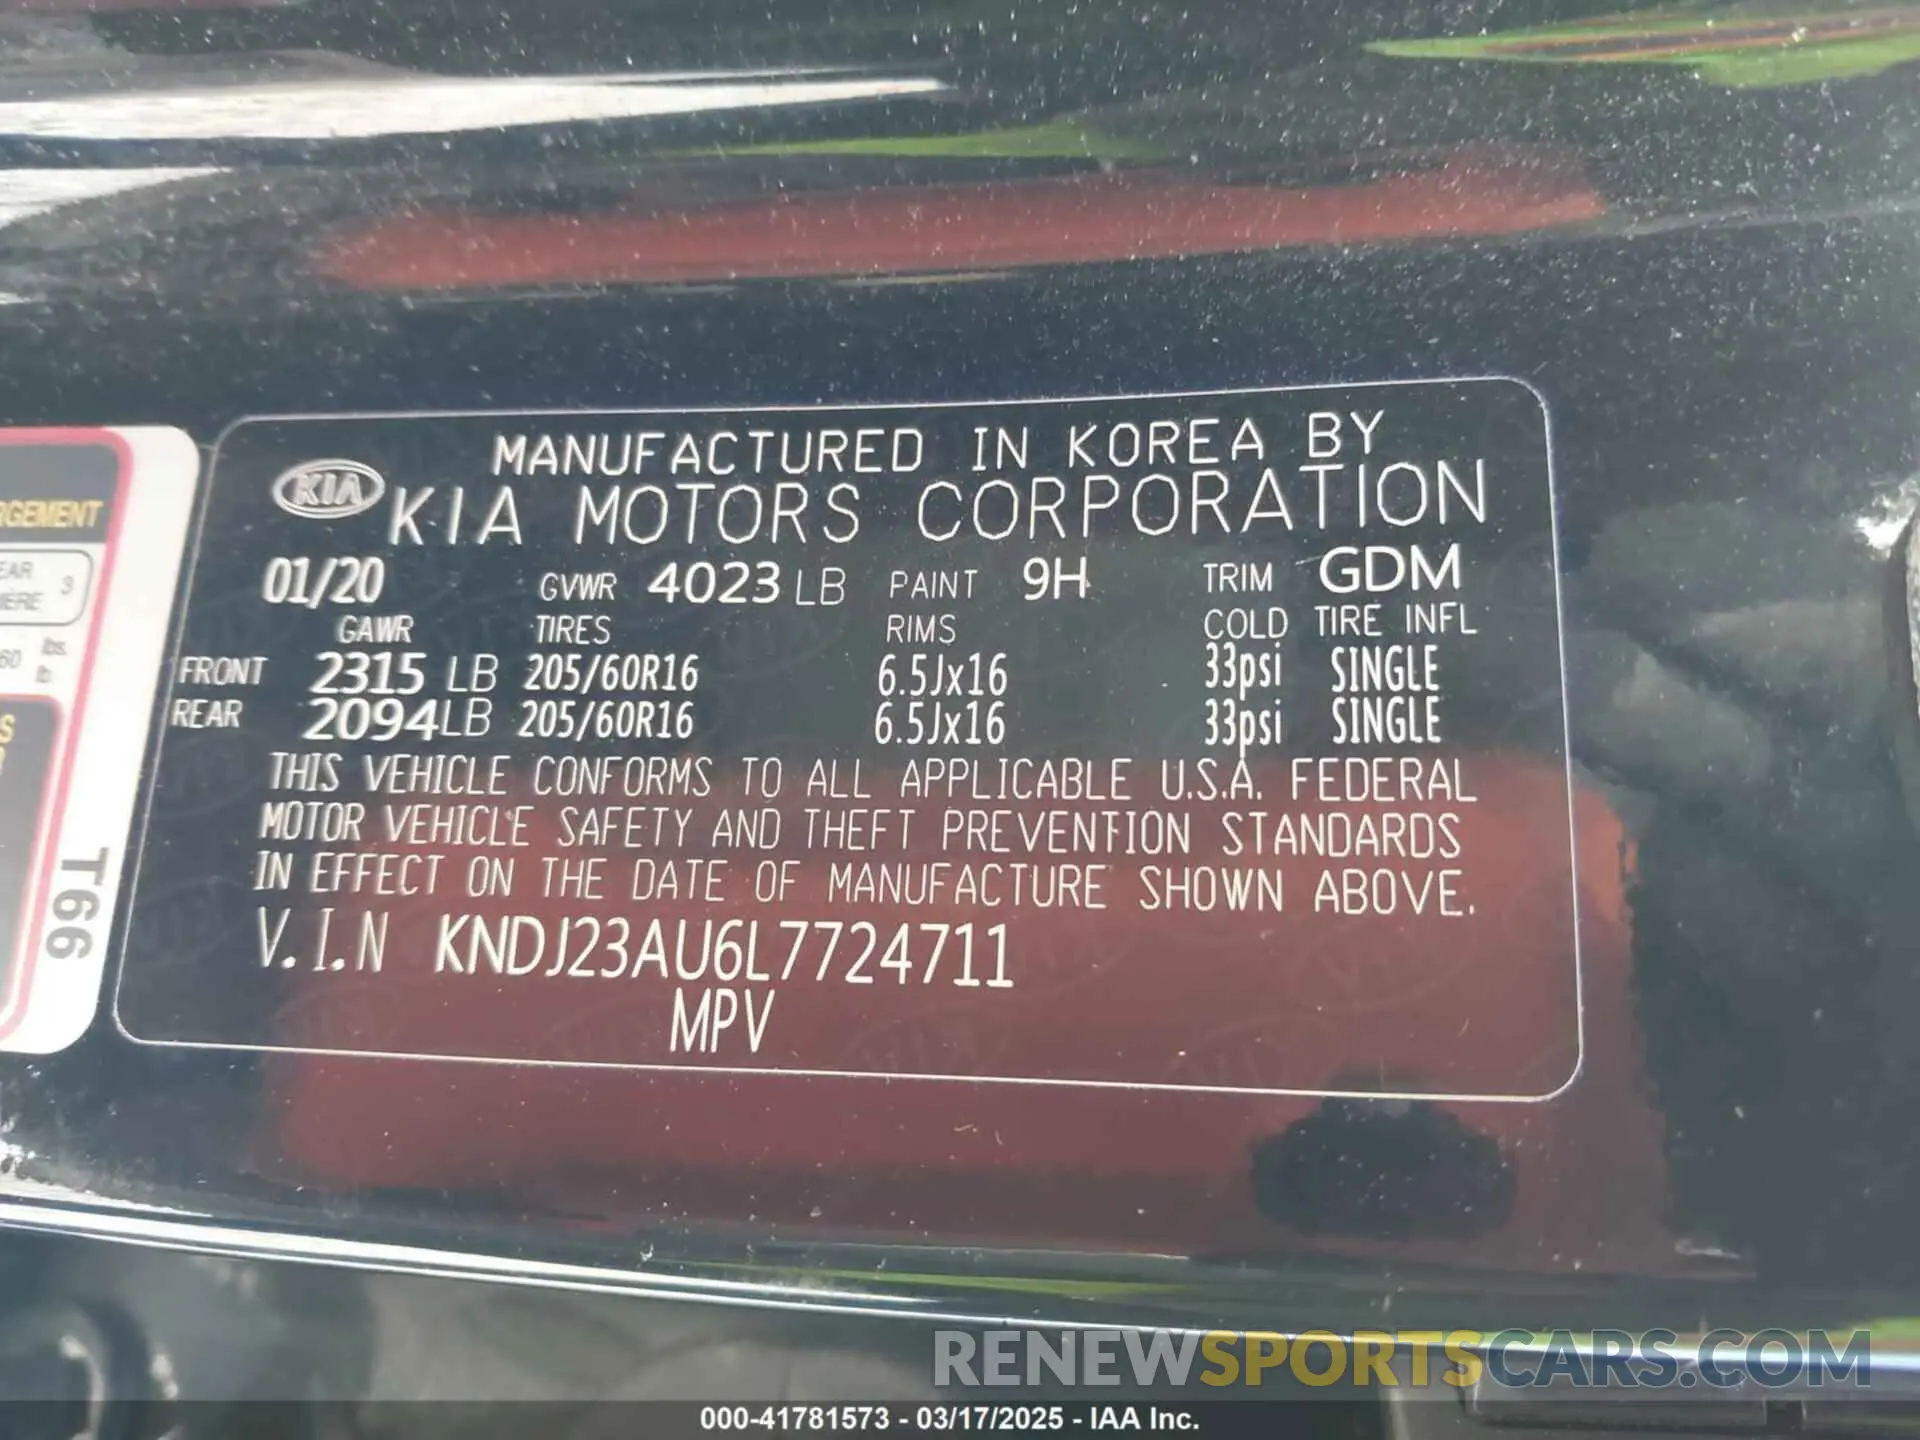 MANUFACTURED IN KOREA BY
KIA KIA MOTORS CORPORATION
01/20 GVWR 4023 LB PAINT 9H TRIM GDM
GAWR TIRES RIMS COLD TIRE INFL
FRONT 2315 LB 205/60R16 6.5Jx16 33psi SINGLE
REAR 2094 LB 205/60R16 6.5Jx16 33psi SINGLE
THIS VEHICLE CONFORMS TO ALL APPLICABLE U.S.A. FEDERAL
MOTOR VEHICLE SAFETY AND THEFT PREVENTION STANDARDS
IN EFFECT ON THE DATE OF MANUFACTURE SHOWN ABOVE.
V.I.N KNDJ23AU6L7724711
MPV
3
lbs.
T66
RENEWSPORTSCARS.COM
000-41781573 - 03/17/2025 - IAA Inc.